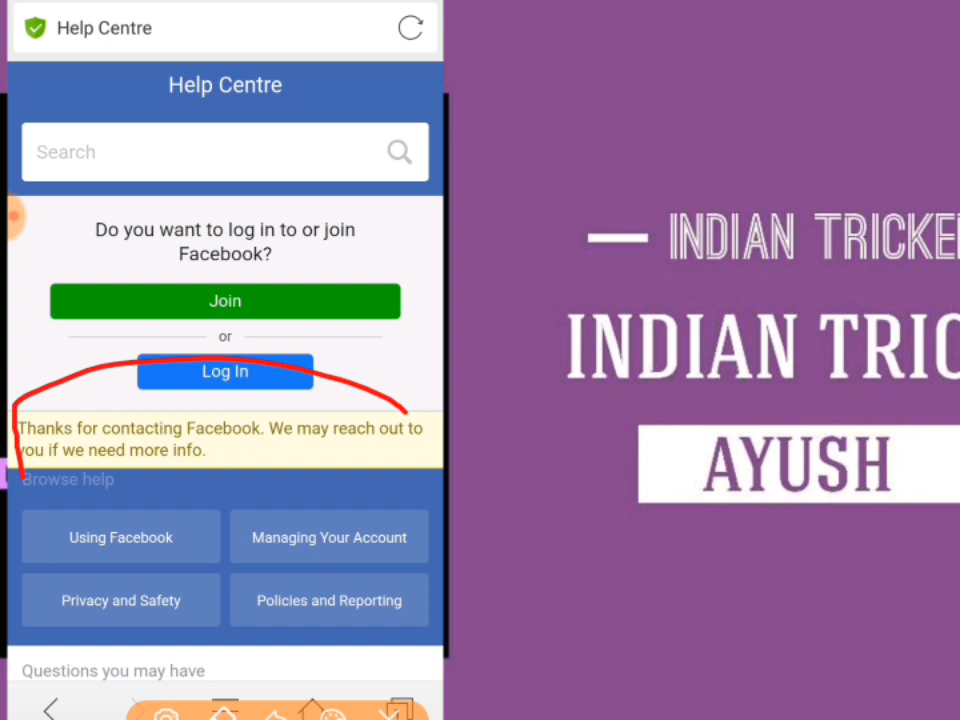 Help Centre
Help Centre
Search
Do you want to log in to or join
Facebook?
Join
or
Log In
Thanks for contacting Facebook. We may reach out to
you if we need more info.
Browse help
Using Facebook
Managing Your Account
Privacy and Safety
Policies and Reporting
Questions you may have
INDIAN TRICKE
INDIAN TRIC
AYUSH